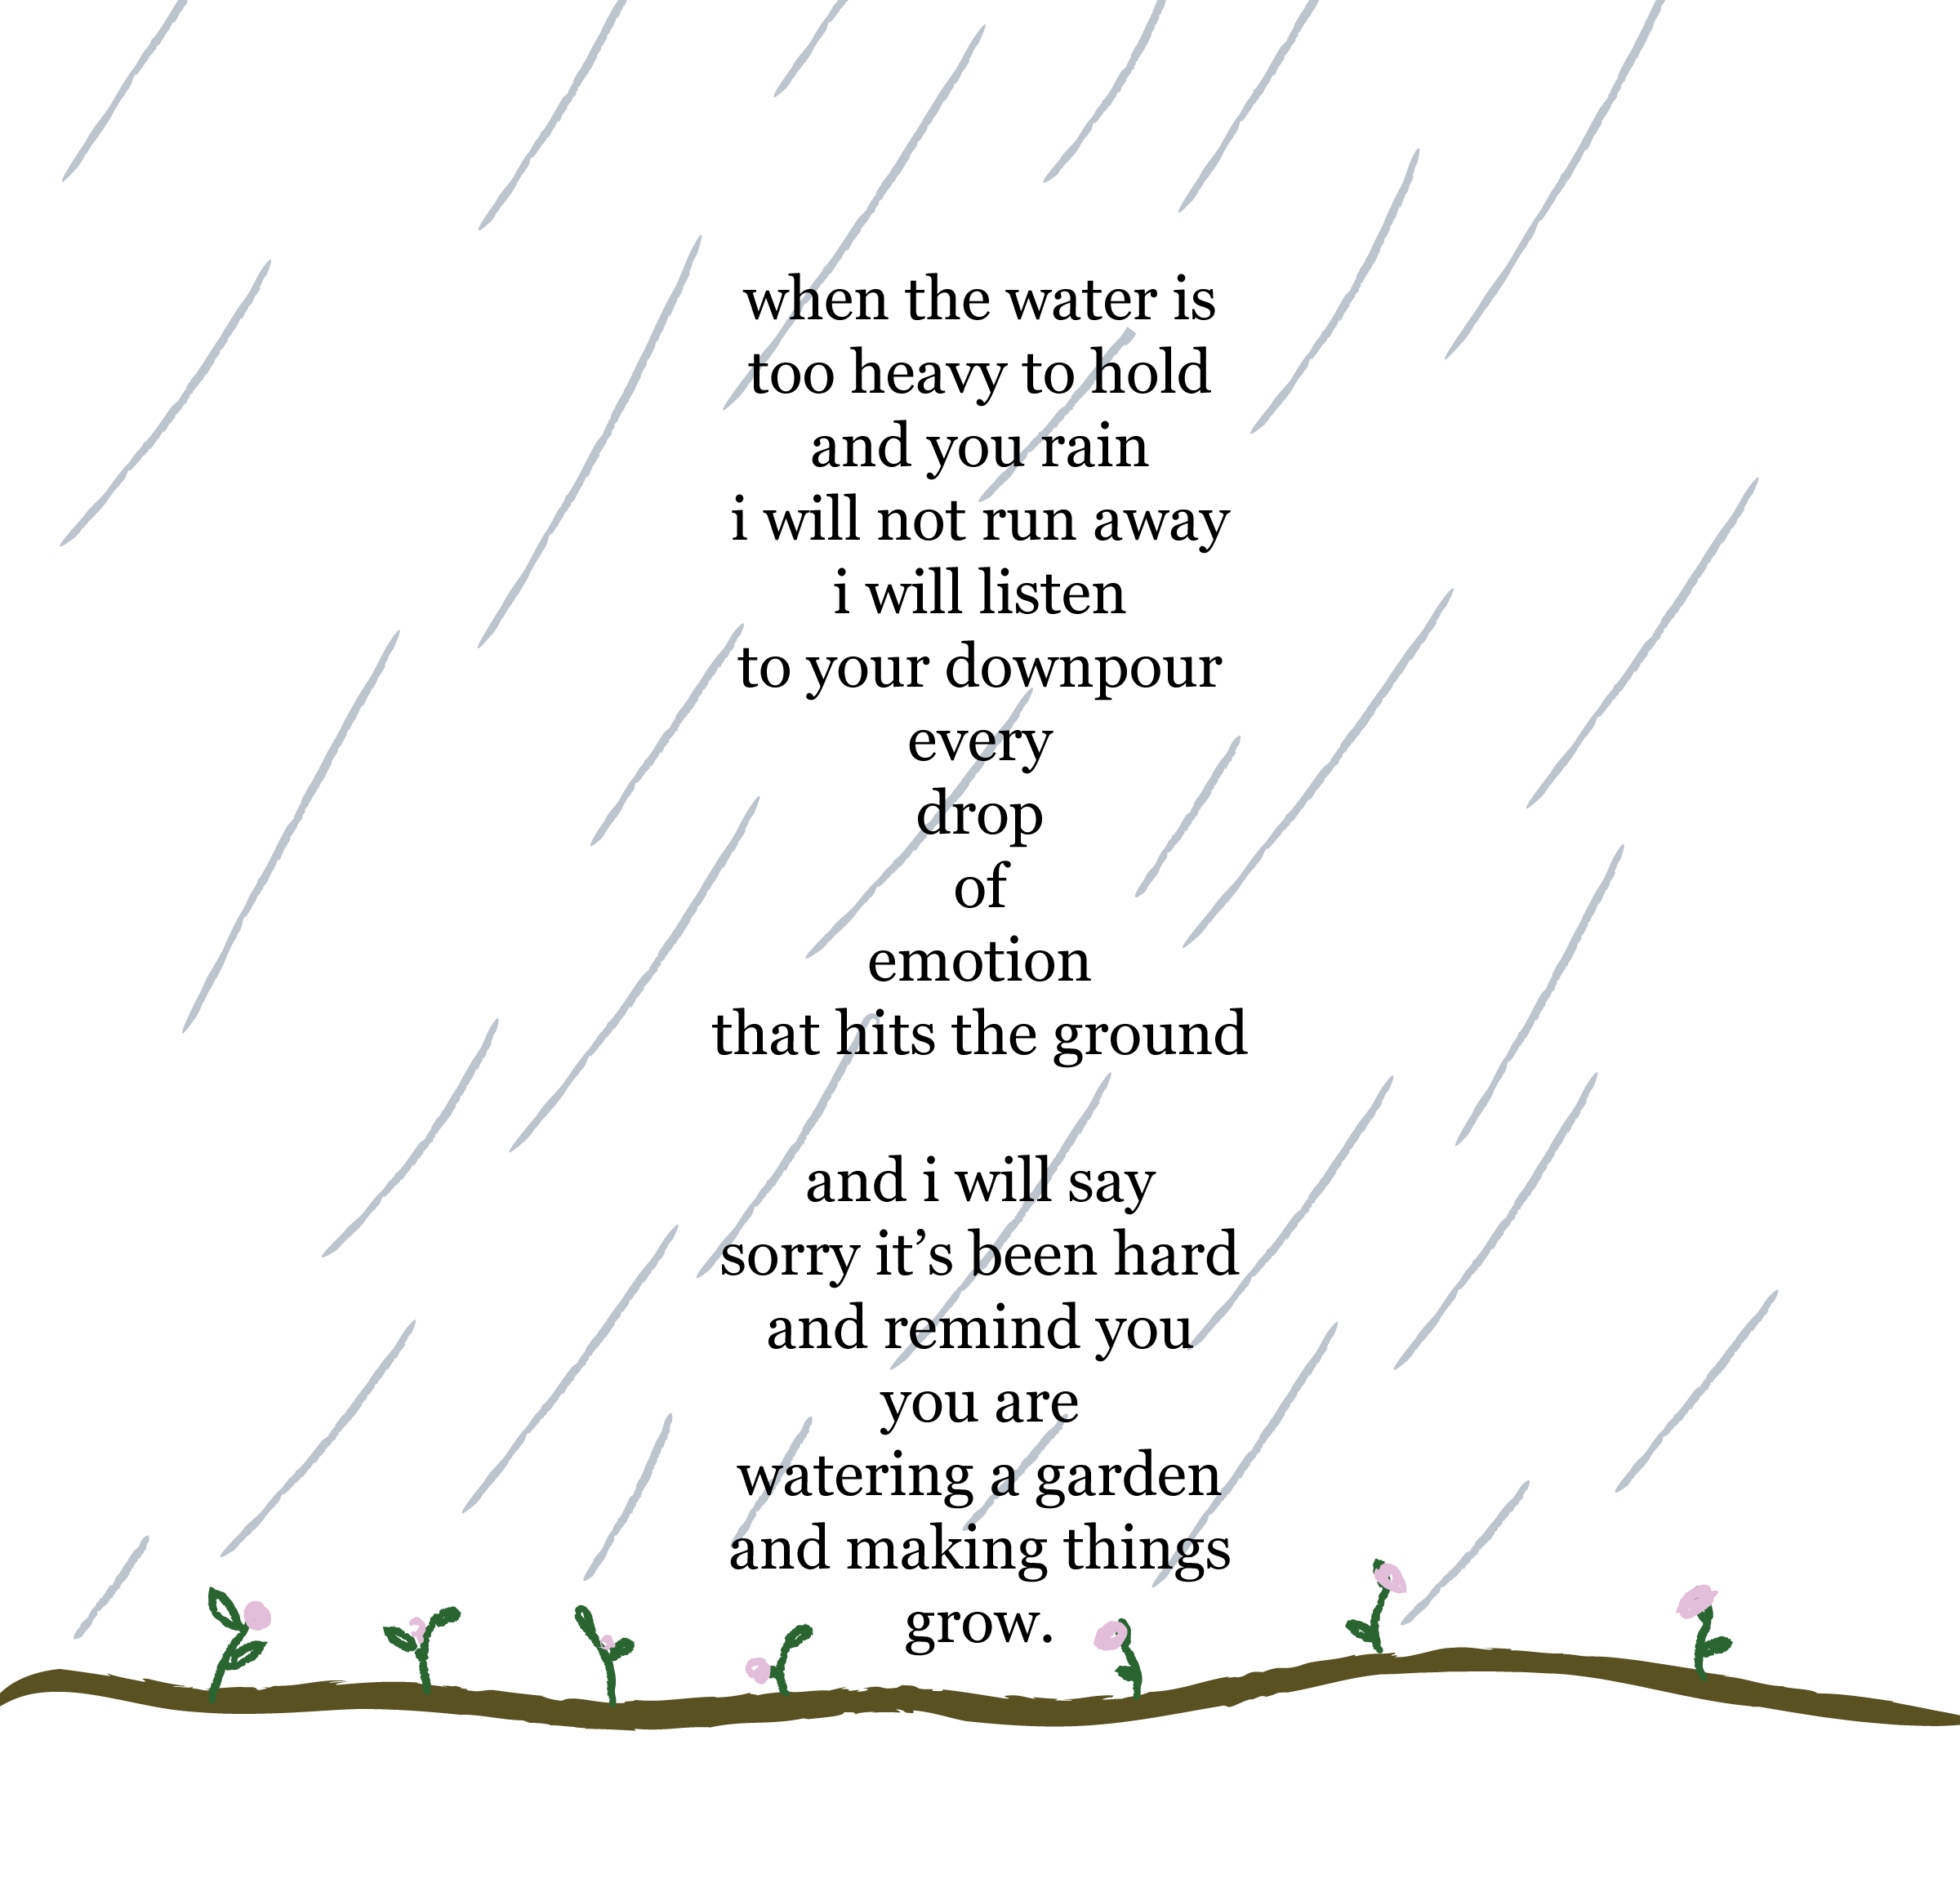 when the water is
too heavy to hold
and you rain
i will not run away
i will listen
to your downpour
every
drop
of
emotion
that hits the ground
and i will say
sorry it’s been hard
and remind you
you are
watering a garden
and making things
grow.